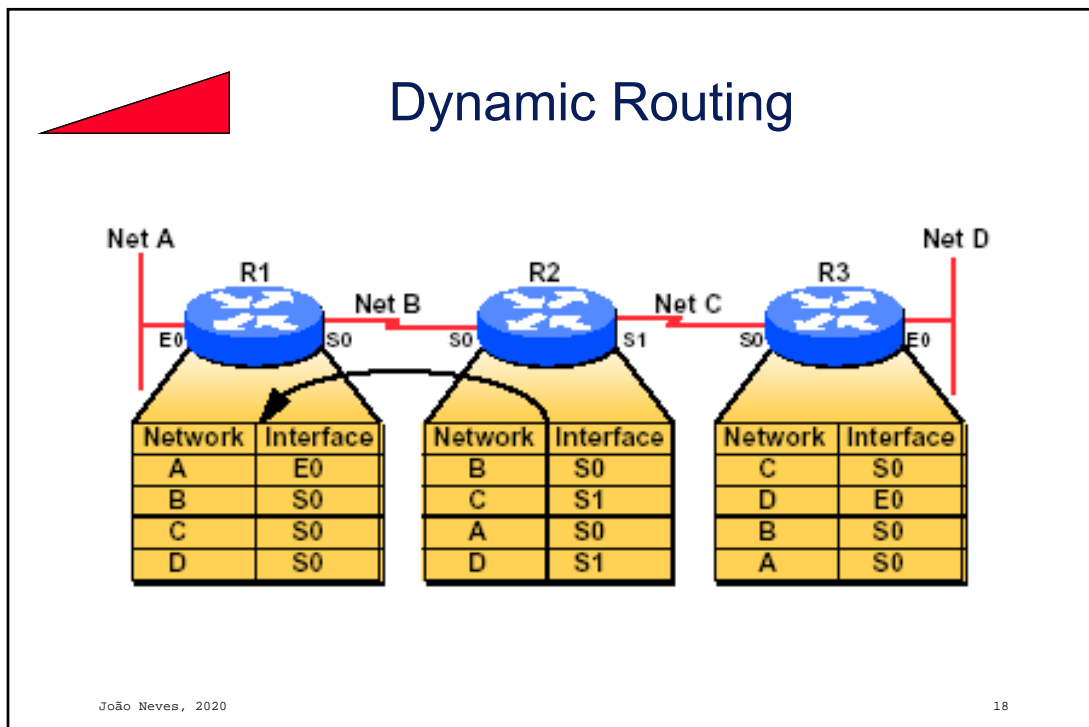 Dynamic Routing
Net A
Net D
R1
R2
R3
Net B
Net C
E0
S0
S0
S1
S0
E0
Network Interface
A E0
B S0
C S0
D S0
Network Interface
B S0
C S1
A S0
D S1
Network Interface
C S0
D E0
B S0
A S0
João Neves, 2020
18